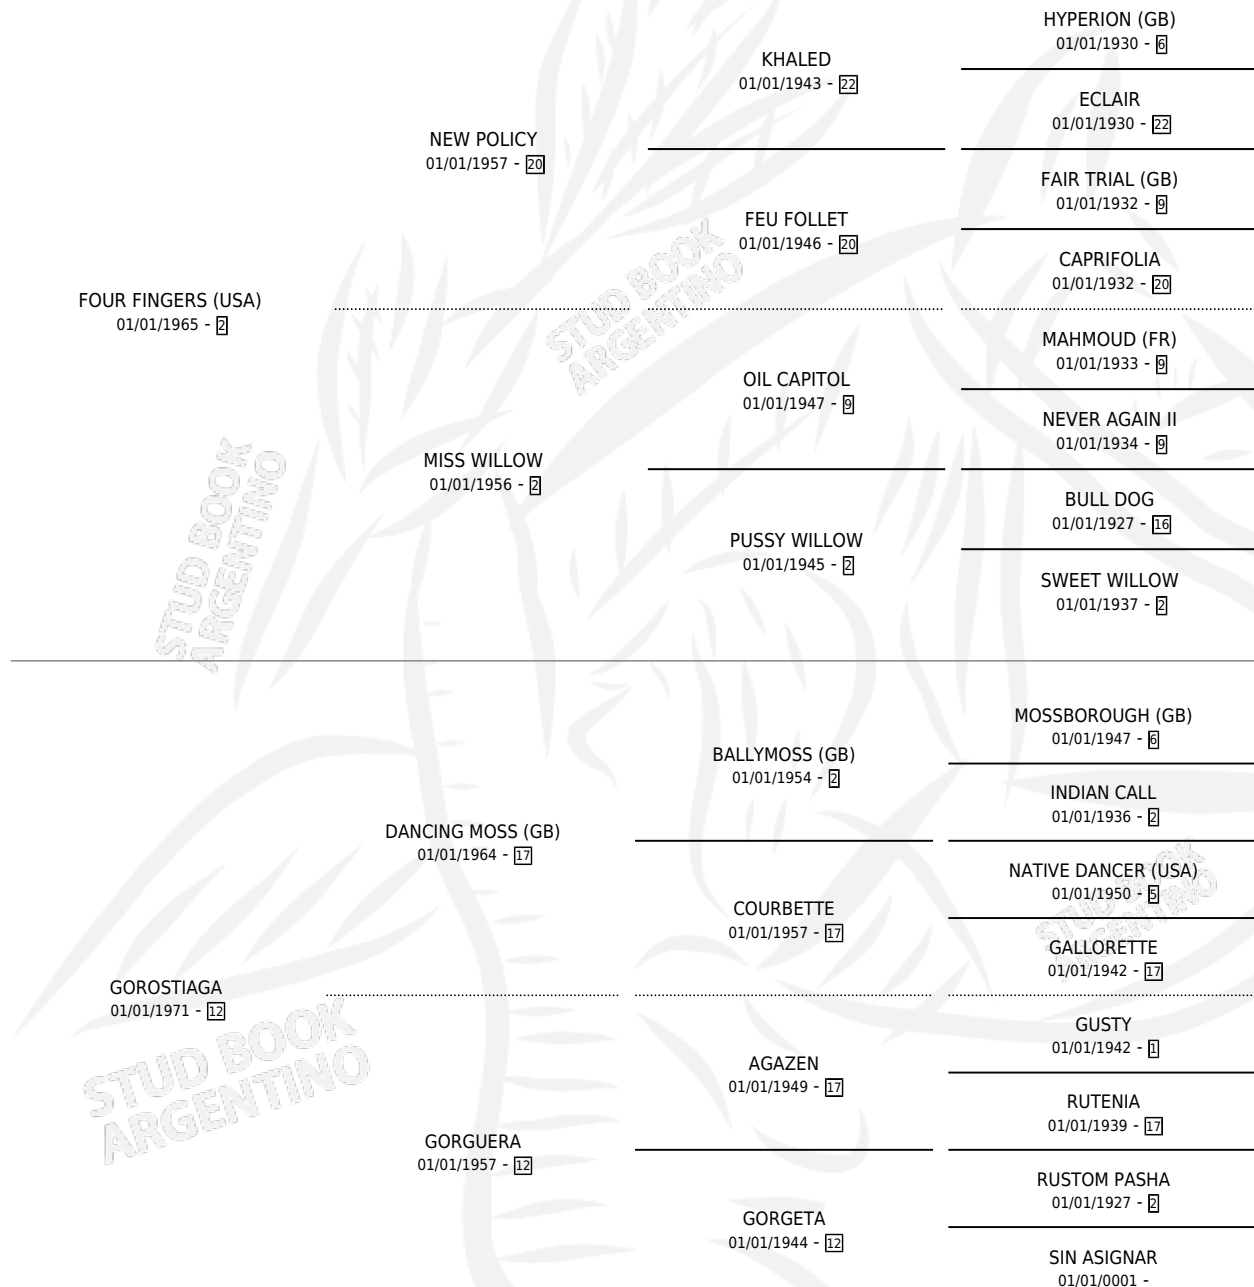 HYPERION (GB)
01/01/1930 - 6
KHALED
01/01/1943 - 22
ECLAIR
01/01/1930 - 22
NEW POLICY
01/01/1957 - 20
FAIR TRIAL (GB)
01/01/1932 - 9
FEU FOLLET
01/01/1946 - 20
CAPRIFOLIA
01/01/1932 - 20
FOUR FINGERS (USA)
01/01/1965 - 2
MAHMOUD (FR)
01/01/1933 - 9
OIL CAPITOL
01/01/1947 - 9
NEVER AGAIN II
01/01/1934 - 9
MISS WILLOW
01/01/1956 - 2
BULL DOG
01/01/1927 - 16
PUSSY WILLOW
01/01/1945 - 2
SWEET WILLOW
01/01/1937 - 2
MOSSBOROUGH (GB)
01/01/1947 - 6
BALLYMOSS (GB)
01/01/1954 - 2
INDIAN CALL
01/01/1936 - 2
DANCING MOSS (GB)
01/01/1964 - 17
NATIVE DANCER (USA)
01/01/1950 - 5
COURBETTE
01/01/1957 - 17
GALLORETTE
01/01/1942 - 17
GOROSTIAGA
01/01/1971 - 12
GUSTY
01/01/1942 - 1
AGAZEN
01/01/1949 - 17
RUTENIA
01/01/1939 - 17
GORGUERA
01/01/1957 - 12
RUSTOM PASHA
01/01/1927 - 2
GORGETA
01/01/1944 - 12
SIN ASIGNAR
01/01/0001 -
STUD BOOK
ARGENTINO
STUD BOOK
ARGENTINO
STUD BOOK
ARGENTINO
STUD BOOK
ARGENTINO